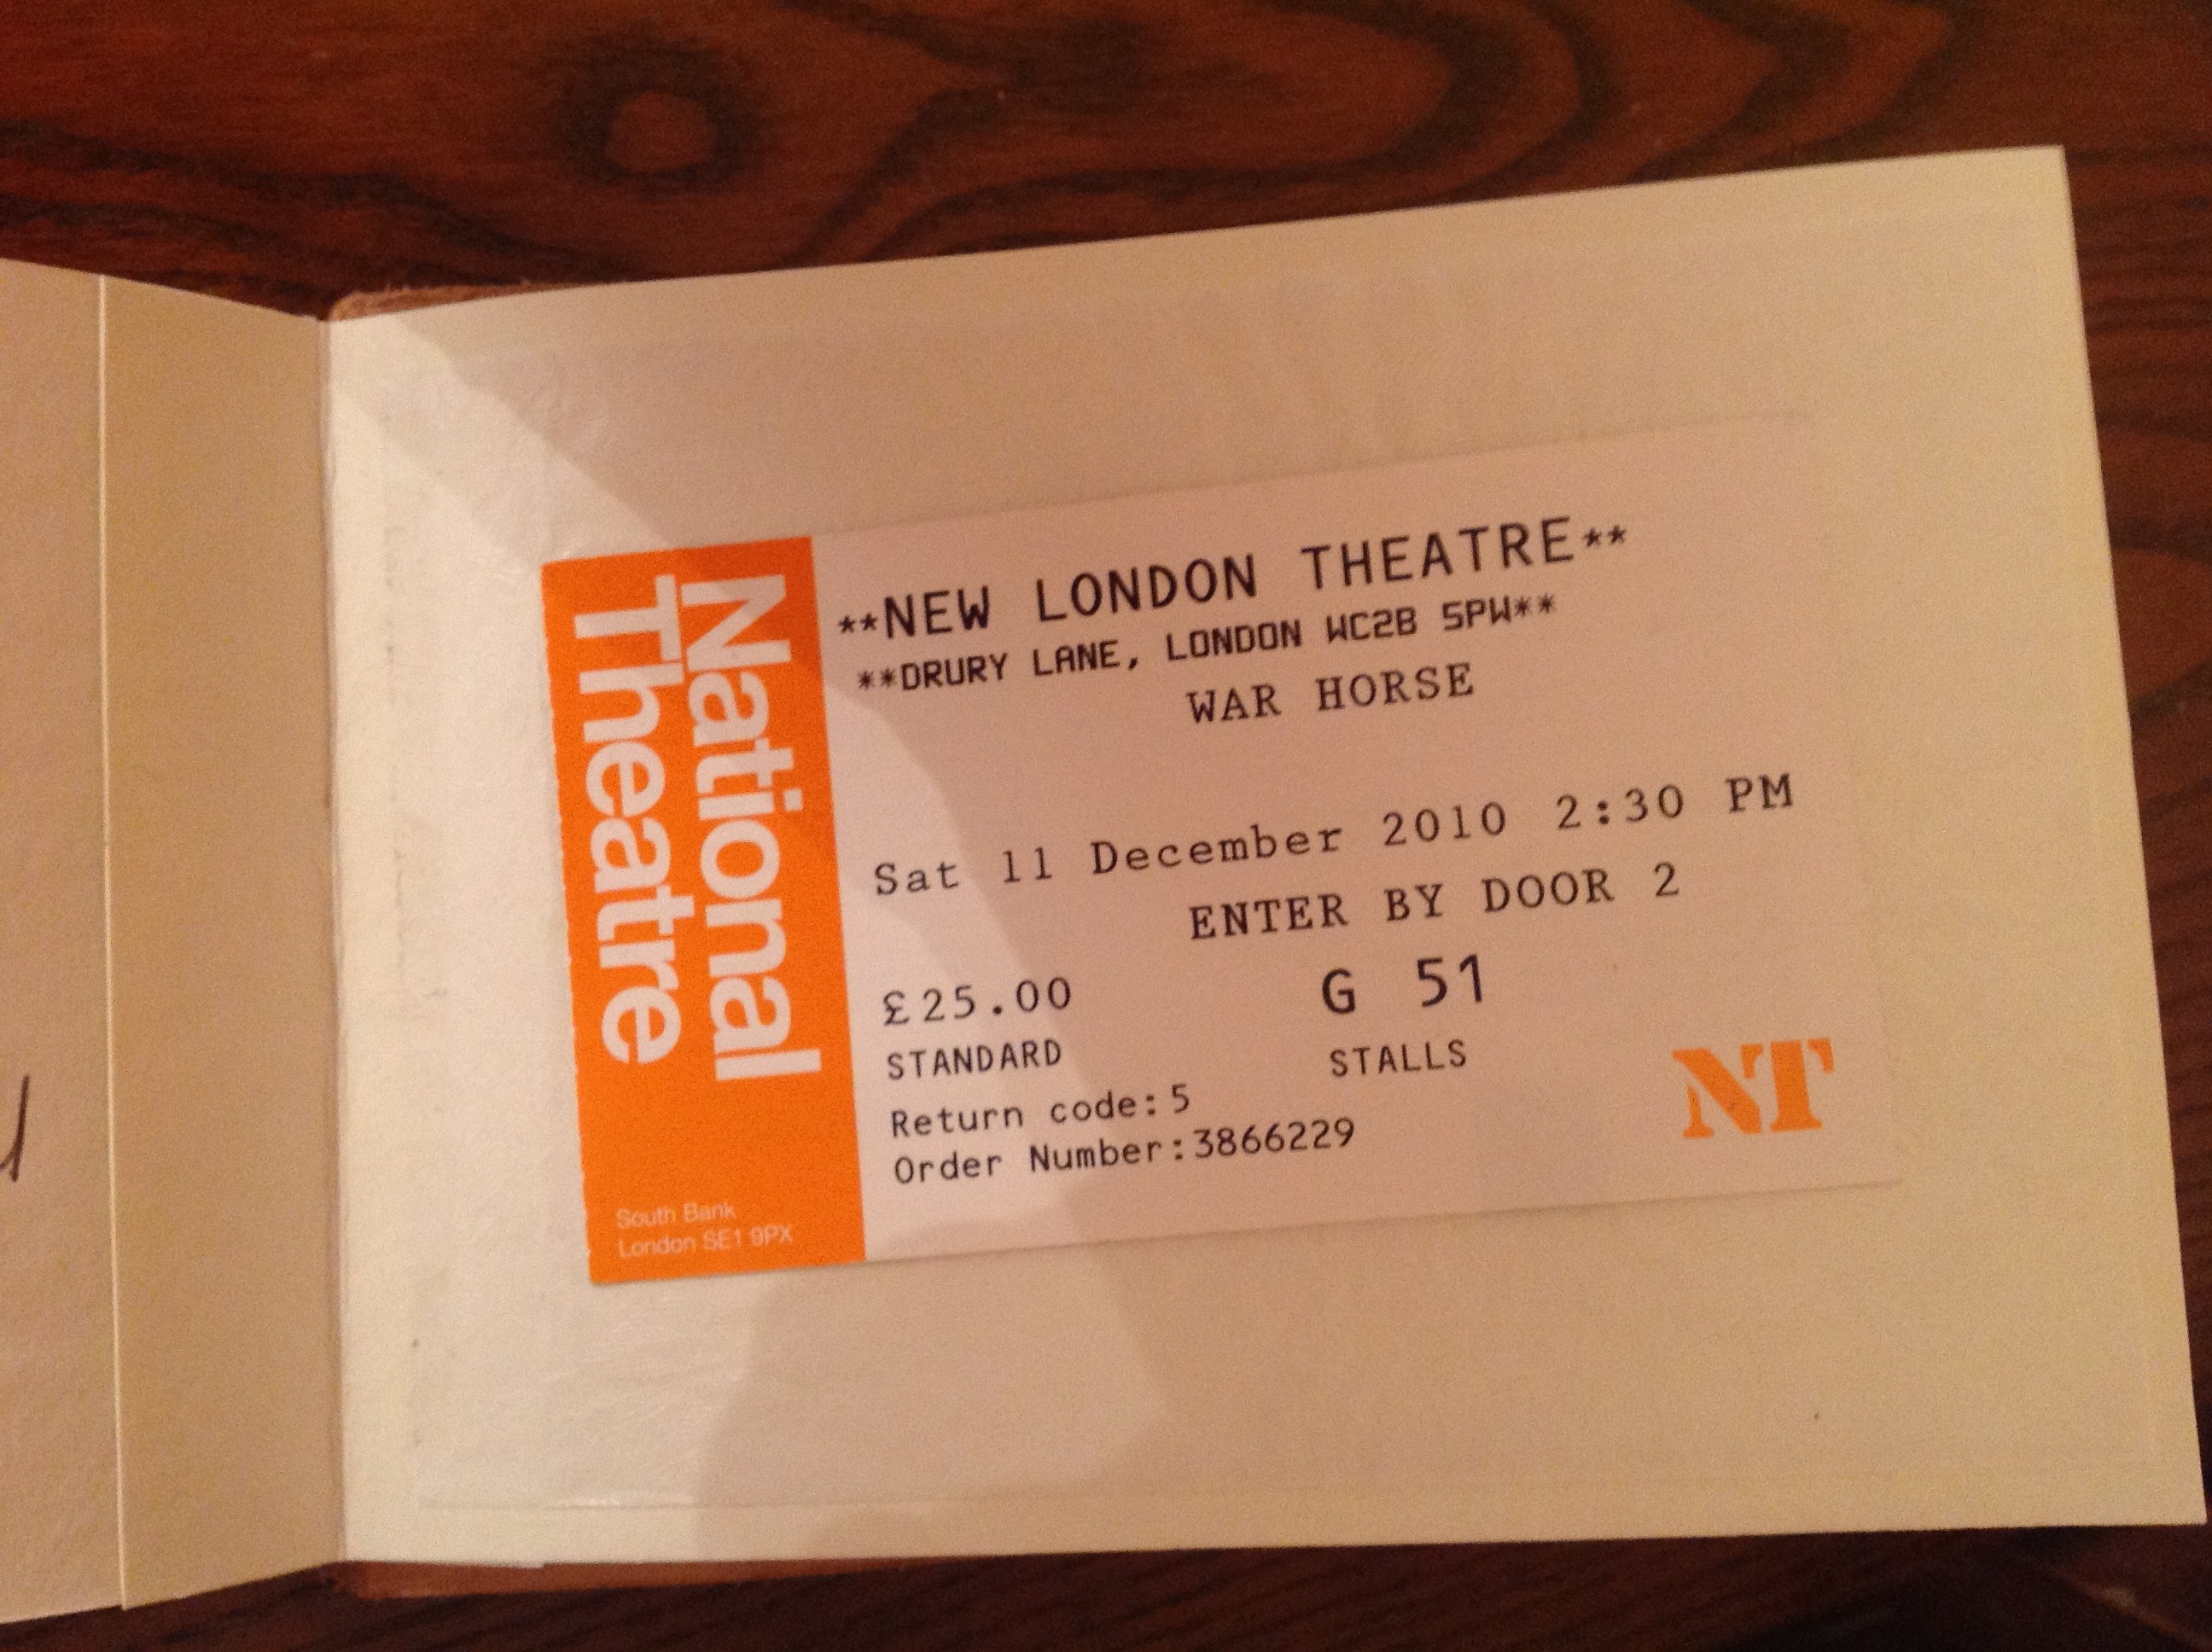 National
Theatre
South Bank
London SE1 9PX
**NEW LONDON THEATRE**
**DRURY LANE, LONDON WC2B 5PW**
WAR HORSE
Sat 11 December 2010 2:30 PM
ENTER BY DOOR 2
£25.00 G 51
STANDARD STALLS
Return code:5
Order Number:3866229
NT